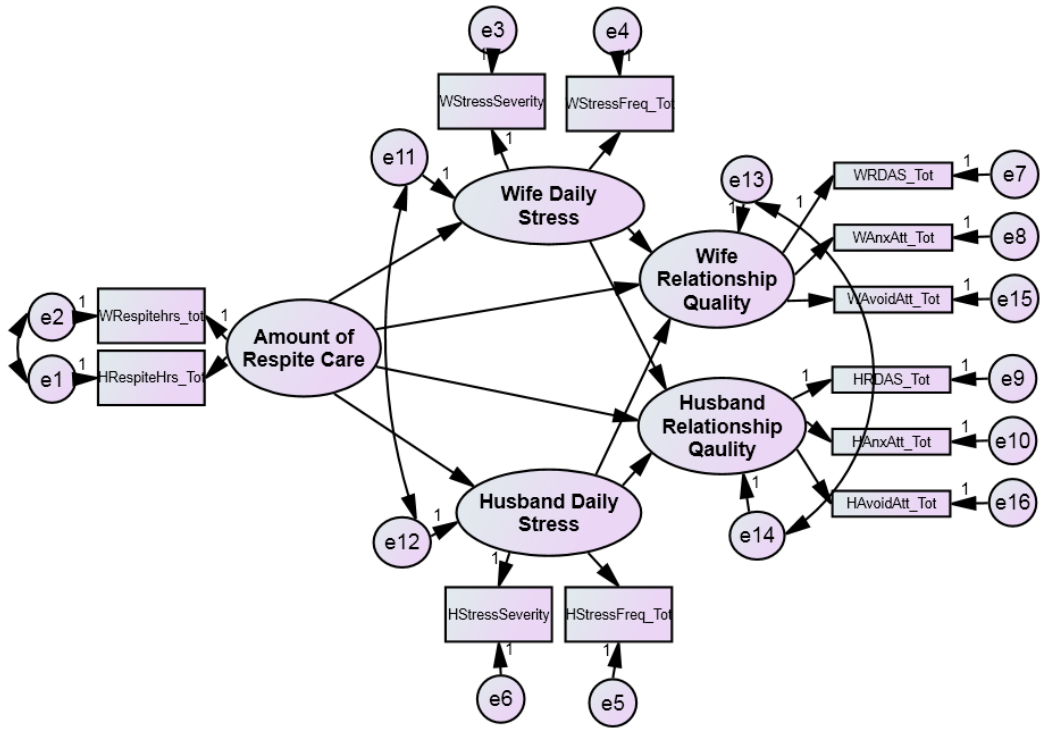 e3
e4
1
1
WStressSeverity
WStressFreq_Tot
1
e11
1
Wife Daily
Stress
e13
1
WRDAS_Tot
1
e7
1
WAnxAtt_Tot
1
e8
Wife
Relationship
Quality
WAvoidAtt_Tot
1
e15
e2
1
WRespitehrs_tot
1
e1
1
HRespiteHrs_Tot
Amount of
Respite Care
1
HRDAS_Tot
1
e9
Husband
Relationship
Qaulity
HAnxAtt_Tot
1
e10
HAvoidAtt_Tot
1
e16
1
e14
Husband Daily
Stress
e12
1
1
HStressSeverity
HStressFreq_Tot
1
1
e6
e5